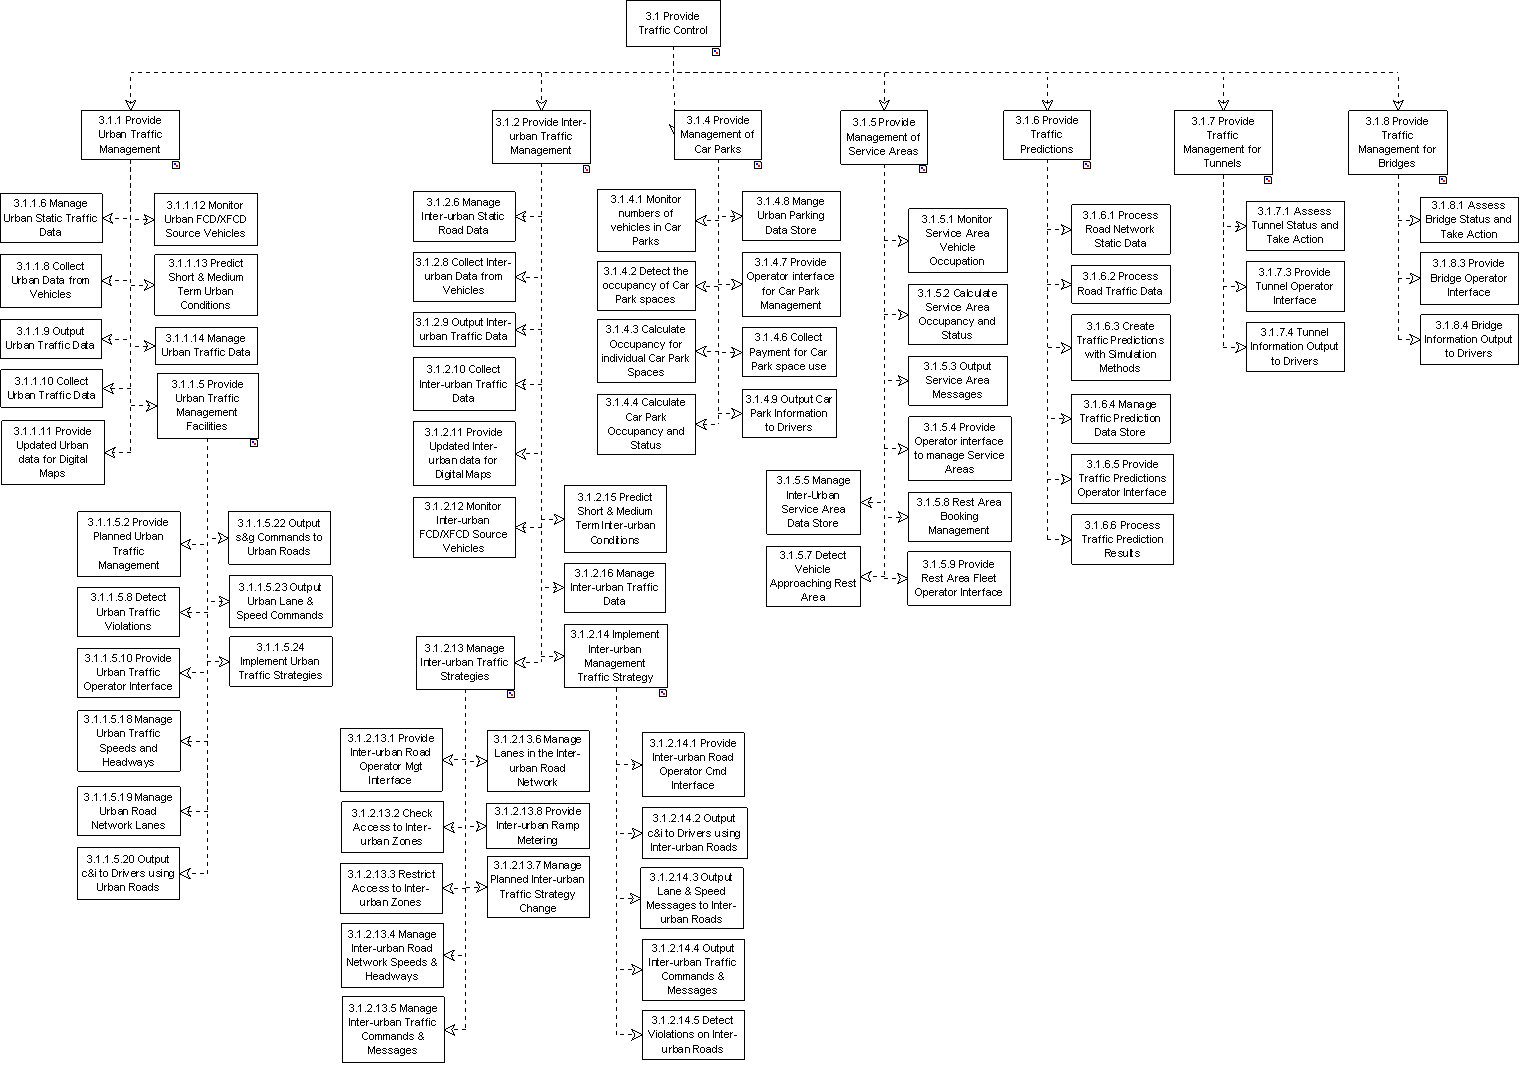 3.1 Provide
Traffic Control
3.1.1 Provide
Urban Traffic
Management
3.1.2 Provide Inter-
urban Traffic
Management
3.1.4 Provide
Management of
Car Parks
3.1.5 Provide
Management of
Service Areas
3.1.6 Provide
Traffic
Predictions
3.1.7 Provide
Traffic
Management for
Tunnels
3.1.8 Provide
Traffic
Management for
Bridges
3.1.1.6 Manage
Urban Static Traffic
Data
3.1.1.8 Collect
Urban Data from
Vehicles
3.1.1.9 Output
Urban Traffic Data
3.1.1.10 Collect
Urban Traffic Data
3.1.1.11 Provide
Updated Urban
data for Digital
Maps
3.1.1.12 Monitor
Urban FCD/XFCD
Source Vehicles
3.1.1.13 Predict
Short & Medium
Term Urban
Conditions
3.1.1.14 Manage
Urban Traffic Data
3.1.1.5 Provide
Urban Traffic
Management
Facilities
3.1.1.5.2 Provide
Planned Urban
Traffic
Management
3.1.1.5.8 Detect
Urban Traffic
Violations
3.1.1.5.10 Provide
Urban Traffic
Operator Interface
3.1.1.5.18 Manage
Urban Traffic
Speeds and
Headways
3.1.1.5.19 Manage
Urban Road
Network Lanes
3.1.1.5.20 Output
c&i to Drivers using
Urban Roads
3.1.1.5.22 Output
s&g Commands to
Urban Roads
3.1.1.5.23 Output
Urban Lane &
Speed Commands
3.1.1.5.24
Implement Urban
Traffic Strategies
3.1.2.6 Manage
Inter-urban Static
Road Data
3.1.2.8 Collect Inter-
urban Data from
Vehicles
3.1.2.9 Output Inter-
urban Traffic Data
3.1.2.10 Collect
Inter-urban Traffic
Data
3.1.2.11 Provide
Updated Inter-
urban data for
Digital Maps
3.1.2.12 Monitor
Inter-urban
FCD/XFCD Source
Vehicles
3.1.2.15 Predict
Short & Medium
Term Inter-urban
Conditions
3.1.2.16 Manage
Inter-urban Traffic
Data
3.1.2.13 Manage
Inter-urban Traffic
Strategies
3.1.2.14 Implement
Inter-urban
Management
Traffic Strategy
3.1.2.13.1 Provide
Inter-urban Road
Operator Mgt
Interface
3.1.2.13.2 Check
Access to Inter-
urban Zones
3.1.2.13.3 Restrict
Access to Inter-
urban Zones
3.1.2.13.4 Manage
Inter-urban Road
Network Speeds &
Headways
3.1.2.13.5 Manage
Inter-urban Traffic
Commands &
Messages
3.1.2.13.6 Manage
Lanes in the Inter-
urban Road
Network
3.1.2.13.8 Provide
Inter-urban Ramp
Metering
3.1.2.13.7 Manage
Planned Inter-urban
Traffic Strategy
Change
3.1.2.14.1 Provide
Inter-urban Road
Operator Cmd
Interface
3.1.2.14.2 Output
c&i to Drivers using
Inter-urban Roads
3.1.2.14.3 Output
Lane & Speed
Messages to Inter-
urban Roads
3.1.2.14.4 Output
Inter-urban Traffic
Commands &
Messages
3.1.2.14.5 Detect
Violations on Inter-
urban Roads
3.1.4.1 Monitor
numbers of
vehicles in Car
Parks
3.1.4.2 Detect the
occupancy of Car
Park spaces
3.1.4.3 Calculate
Occupancy for
individual Car Park
Spaces
3.1.4.4 Calculate
Car Park
Occupancy and
Status
3.1.4.8 Mange
Urban Parking
Data Store
3.1.4.7 Provide
Operator interface
for Car Park
Management
3.1.4.6 Collect
Payment for Car
Park space use
3.1.4.9 Output Car
Park Information
to Drivers
3.1.5.1 Monitor
Service Area
Vehicle
Occupation
3.1.5.2 Calculate
Service Area
Occupancy and
Status
3.1.5.3 Output
Service Area
Messages
3.1.5.4 Provide
Operator interface
to manage Service
Areas
3.1.5.5 Manage
Inter-Urban
Service Area
Data Store
3.1.5.8 Rest Area
Booking
Management
3.1.5.7 Detect
Vehicle
Approaching Rest
Area
3.1.5.9 Provide
Rest Area Fleet
Operator Interface
3.1.6.1 Process
Road Network
Static Data
3.1.6.2 Process
Road Traffic Data
3.1.6.3 Create
Traffic Predictions
with Simulation
Methods
3.1.6.4 Manage
Traffic Prediction
Data Store
3.1.6.5 Provide
Traffic Predictions
Operator Interface
3.1.6.6 Process
Traffic Prediction
Results
3.1.7.1 Assess
Tunnel Status and
Take Action
3.1.7.3 Provide
Tunnel Operator
Interface
3.1.7.4 Tunnel
Information Output
to Drivers
3.1.8.1 Assess
Bridge Status and
Take Action
3.1.8.3 Provide
Bridge Operator
Interface
3.1.8.4 Bridge
Information Output
to Drivers